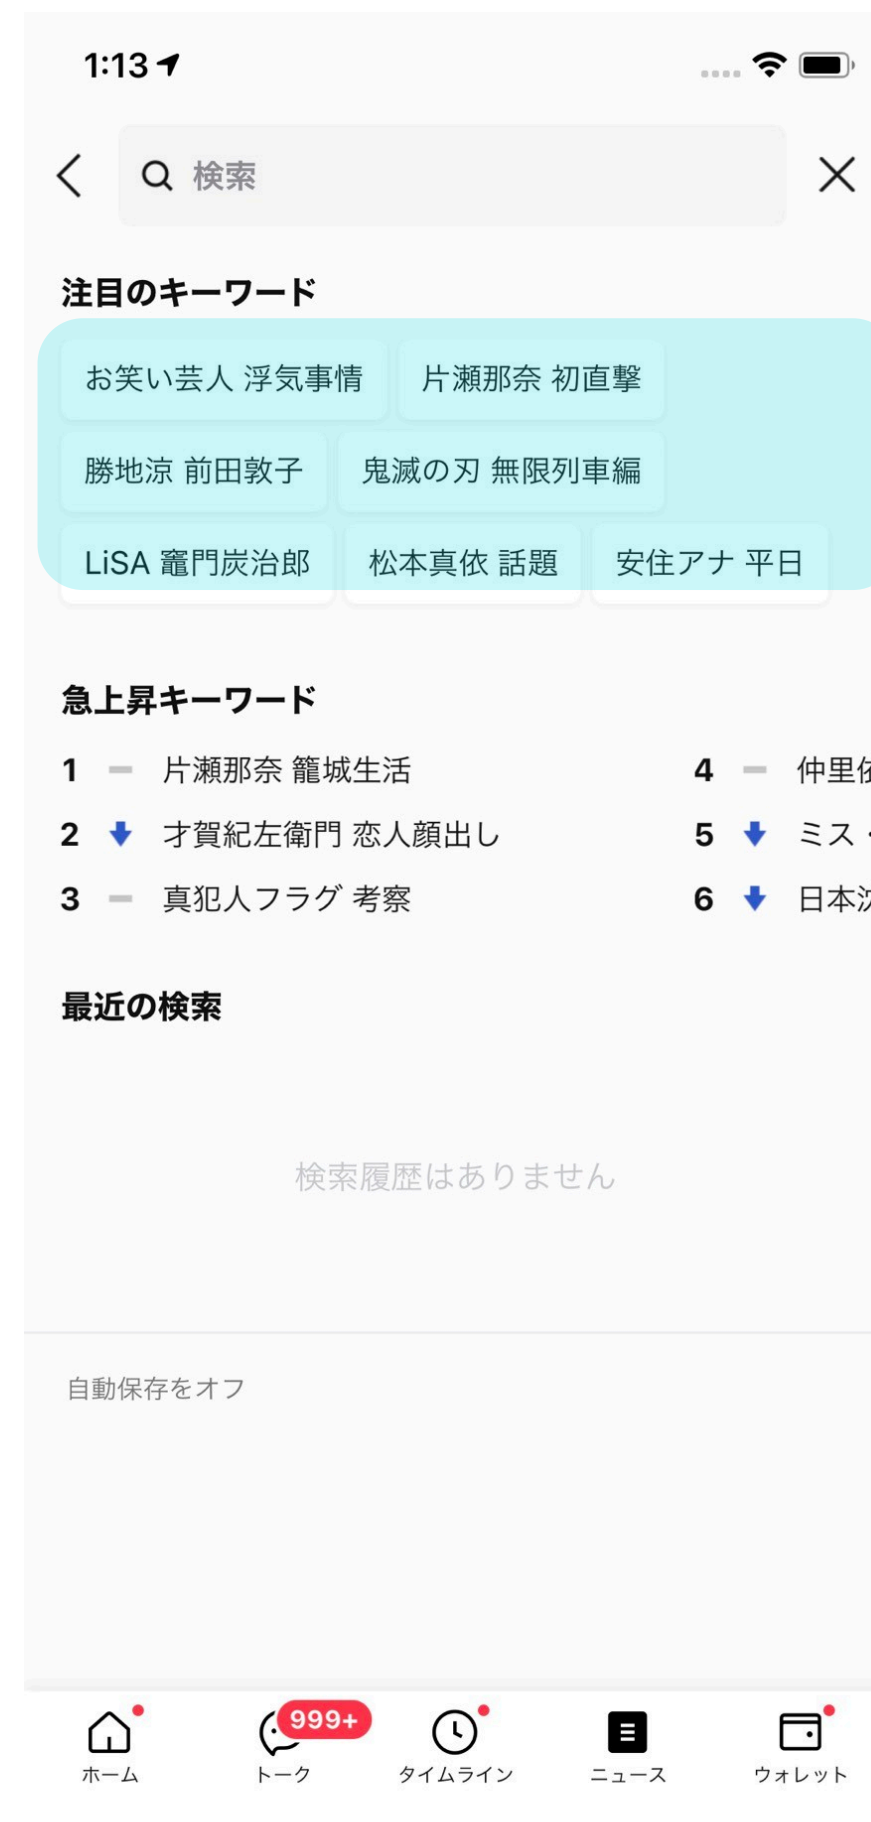 1:13
検索
注目のキーワード
お笑い芸人 浮気事情 片瀬那奈 初直撃
勝地涼 前田敦子 鬼滅の刃 無限列車編
LiSA 竈門炭治郎 松本真依 話題 安住アナ 平日
急上昇キーワード
1 片瀬那奈 籠城生活 4 仲里
2 才賀紀左衛門 恋人顔出し 5 ミス
3 真犯人フラグ 考察 6 日本
最近の検索
検索履歴はありません
自動保存をオフ
999+
ホーム トーク タイムライン ニュース ウォレット